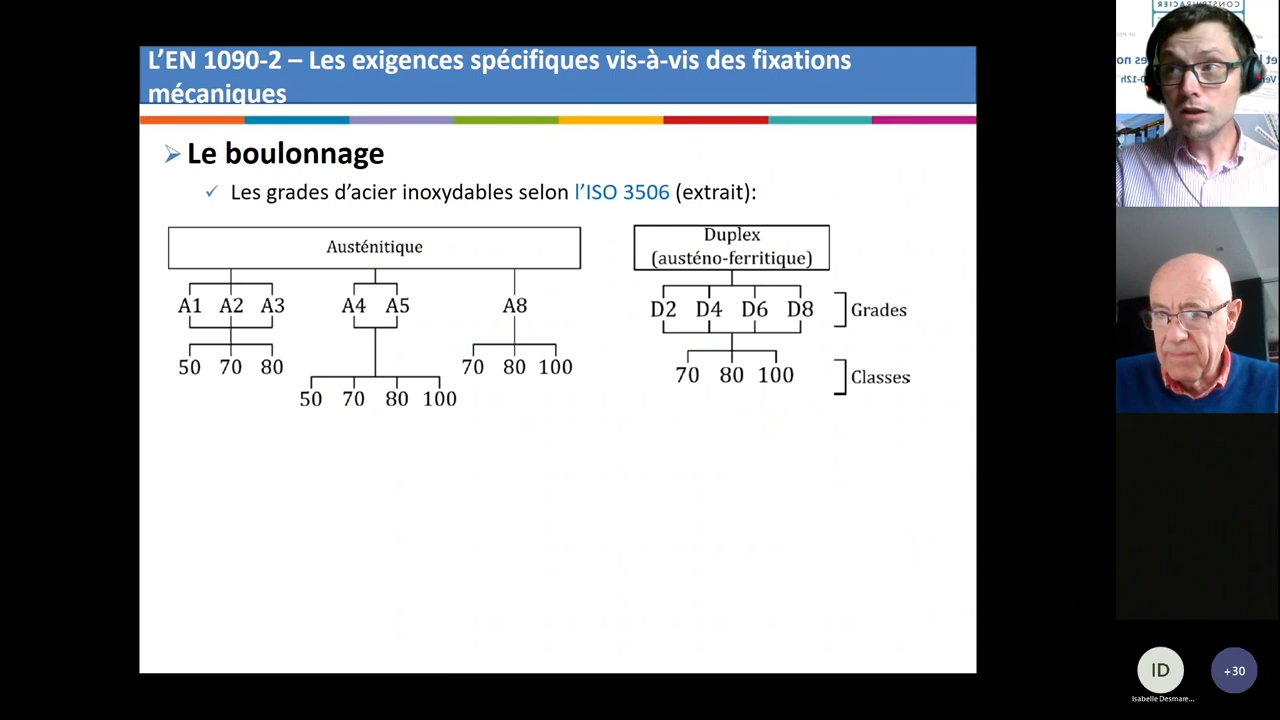 L'EN 1090-2 – Les exigences spécifiques vis-à-vis des fixations
mécaniques
Le boulonnage
Les grades d'acier inoxydables selon l'ISO 3506 (extrait):
Austénitique
Duplex
(austéno-ferritique)
A1 A2 A3 A4 A5 A8
D2 D4 D6 D8 Grades
50 70 80
70 80 100
70 80 100 Classes
50 70 80 100
CONSTRUIRACIER
ID
+30
Isabelle Desmare...